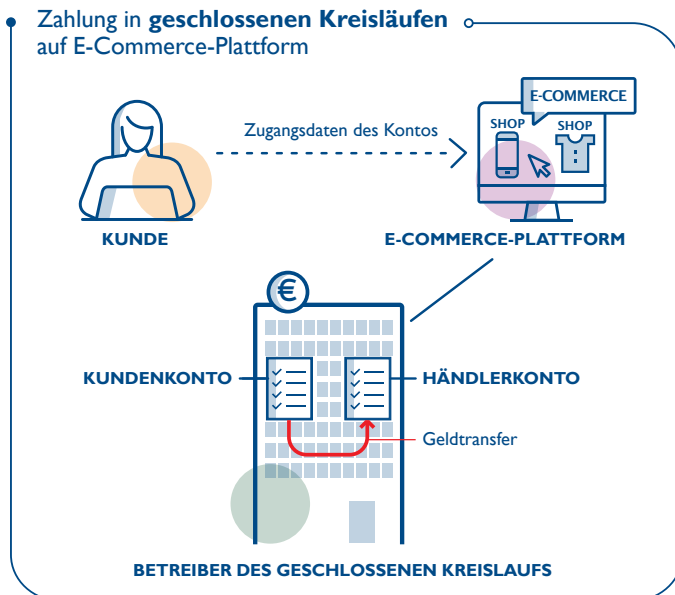 Zahlung in geschlossenen Kreisläufen
auf E-Commerce-Plattform
E-COMMERCE
SHOP
SHOP
Zugangsdaten des Kontos
KUNDE
E-COMMERCE-PLATTFORM
€
KUNDENKONTO
HÄNDLERKONTO
Geldtransfer
BETREIBER DES GESCHLOSSENEN KREISLAUFS